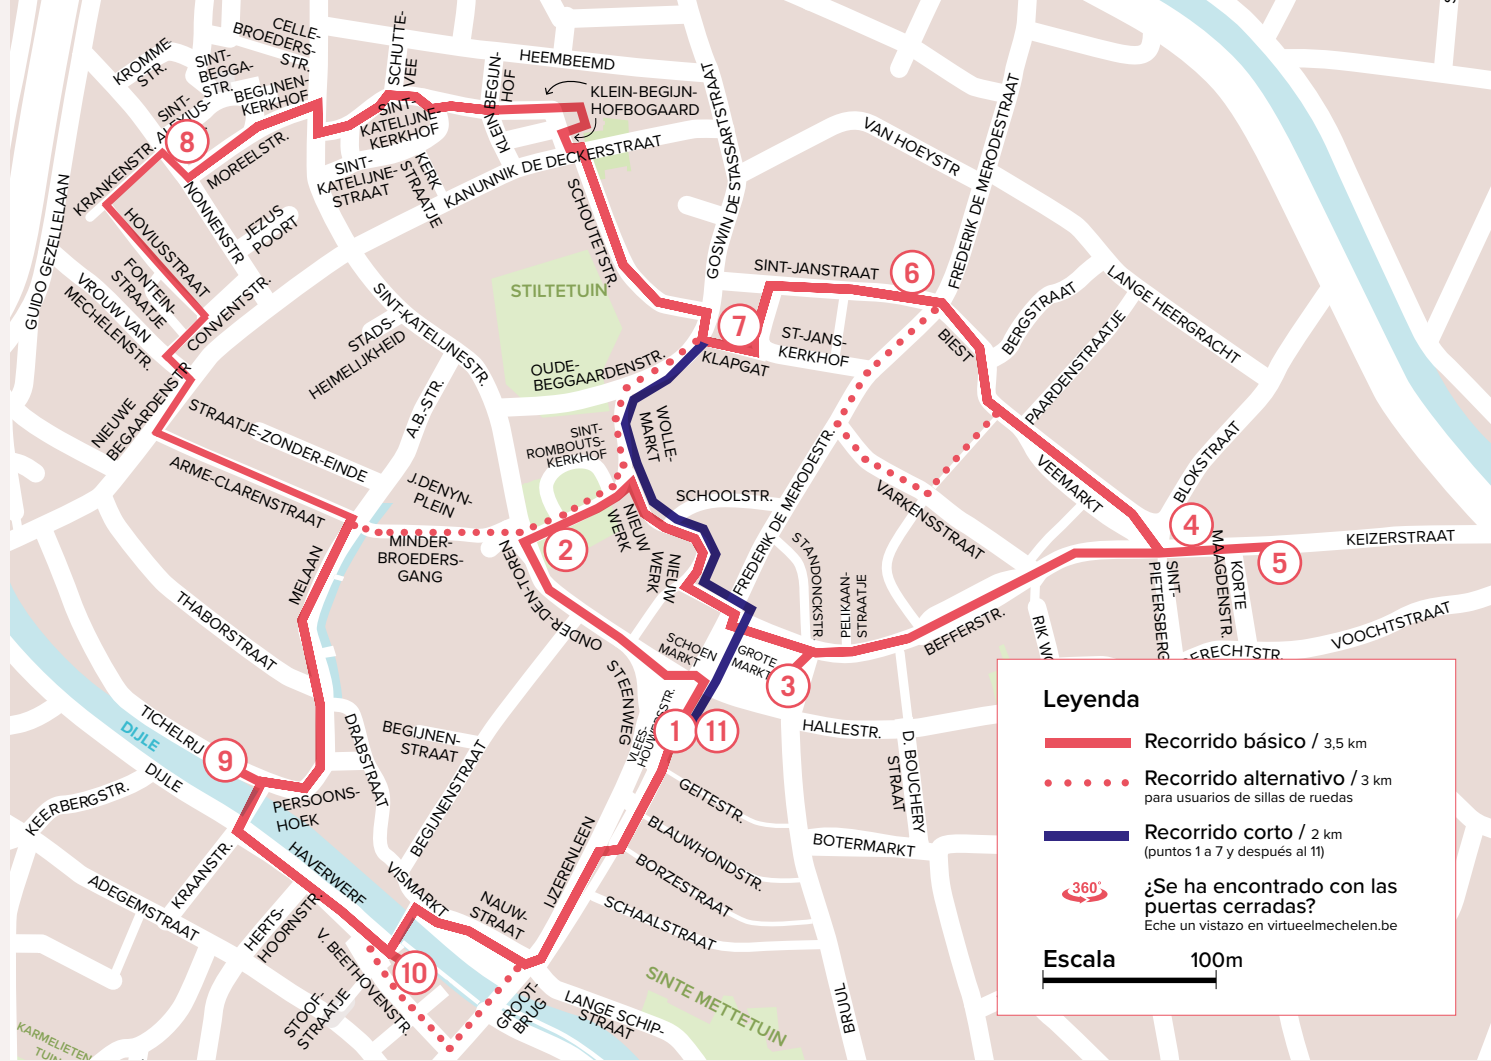 KROMME
STR.
SINT-
BEGGA-
STR.
CELLE-
BROEDERS-
STR.
SCHUTTE-
VEE
HEEMBEEMD
KLEIN BEGIJN-
HOF
KLEIN-BEGIJN-
HOFBOGAARD
GOSWIN DE STASSARTSTRAAT
VAN HOEYSTR
FREDERIK DE MERODESTRAAT
SINT-
ALEXIUS-
BEGIJNEN-
KERKHOF
SINT-
KATELIJNE-
KERKHOF
8
KRANKENSTR.
MOREELSTR.
SINT-
KATELIJNE-
STRAAT
KERK
STRAATJE
KANUNNIK DE DECKERSTRAAT
SCHOUTETSTR.
GUIDO GEZELLELAAN
NONNENSTR
JEZUS
POORT
HOVIUSSTRAAT
FONTEIN-
STRAATJE
VROUW VAN
MECHELENSTR.
CONVENTSTR.
SINT-KATELIJNESTR.
STADS-
HEIMELIJKHEID
STILTETUIN
SINT-JANSTRAAT
6
7
ST-JANS-
KERKHOF
KLAPGAT
BIEST
BERGSTRAAT
LANGE HEERGRACHT
PAARDENSTRAATJE
OUDE-
BEGGAARDENSTR.
WOLLE-
MARKT
NIEUWE
BEGAARDENSTR
STRAATJE-ZONDER-EINDE
A.B.-STR.
SINT-
ROMBOUTS-
KERKHOF
ARME-CLARENSTRAAT
J.DENYN-
PLEIN
SCHOOLSTR.
FREDERIK DE MERODESTR.
VARKENSSTRAAT
VEEMARKT
BLOKSTRAAT
4
5
KEIZERSTRAAT
MINDER-
BROEDERS-
GANG
2
NIEUW
WERK
NIEUW
WERK
ONDER-DEN-TOREN
STANDONCKSTR.
PELIKAAN-
STRAATJE
BEFFERSTR.
SINT-
PIETERSBERG
MAAGDENSTR.
KORTE
VOOCHTSTRAAT
MELAAN
THABORSTRAAT
SCHOEN
MARKT
GROTE
MARKT
3
STEENWEG
VLEES-
1
11
HALLESTR.
D. BOUCHERY
STRAAT
TICHELRIJ
DIJLE
9
DIJLE
KEERBERGSTR.
PERSOONS-
HOEK
DRABSTRAAT
BEGIJNEN-
STRAAT
BEGIJNENSTRAAT
GEITESTR.
BLAUWHONDSTR.
BORZESTRAAT
SCHAALSTRAAT
BOTERMARKT
IJZERENLEEN
HAVERWERF
VISMARKT
NAUW-
STRAAT
KRAANSTR.
ADEGEMSTRAAT
HERTS-
HOORNSTR.
V. BEETHOVENSTR.
10
STOOF-
STRAATJE
GROOT-
BRUG
LANGE SCHIP-
STRAAT
SINTE METTETUIN
BRUUL
KARMELIETEN
TUIN
Leyenda
Recorrido básico / 3,5 km
Recorrido alternativo / 3 km
para usuarios de sillas de ruedas
Recorrido corto / 2 km
(puntos 1 a 7 y después al 11)
360°
¿Se ha encontrado con las
puertas cerradas?
Eche un vistazo en virtueelmechelen.be
Escala 100m